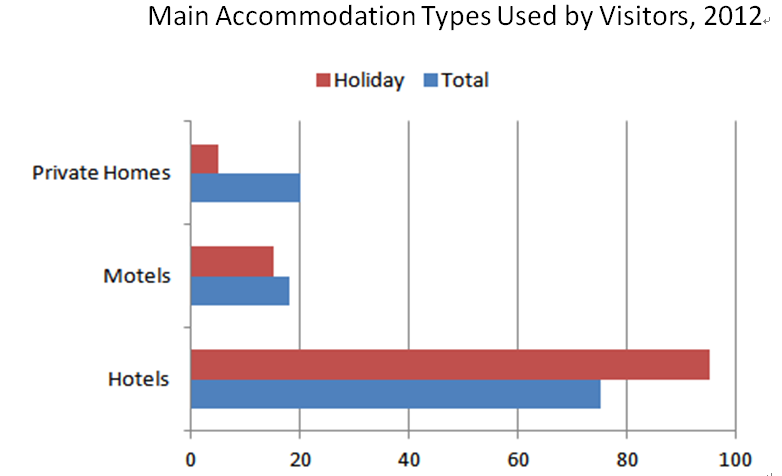 Main Accommodation Types Used by Visitors, 2012
Holiday Total
Private Homes
Motels
Hotels
0 20 40 60 80 100